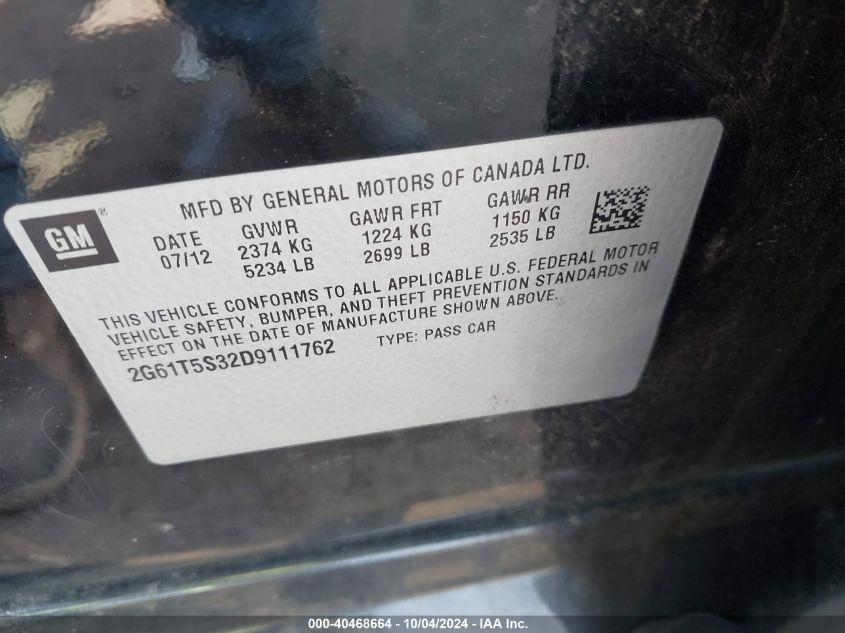 MFD BY GENERAL MOTORS OF CANADA LTD.
GM ®
DATE GVWR GAWR FRT GAWR RR
07/12 2374 KG 1224 KG 1150 KG
5234 LB 2699 LB 2535 LB
THIS VEHICLE CONFORMS TO ALL APPLICABLE U.S. FEDERAL MOTOR
VEHICLE SAFETY, BUMPER, AND THEFT PREVENTION STANDARDS IN
EFFECT ON THE DATE OF MANUFACTURE SHOWN ABOVE.
2G61T5S32D9111762 TYPE: PASS CAR
000-40468664 - 10/04/2024 - IAA Inc.